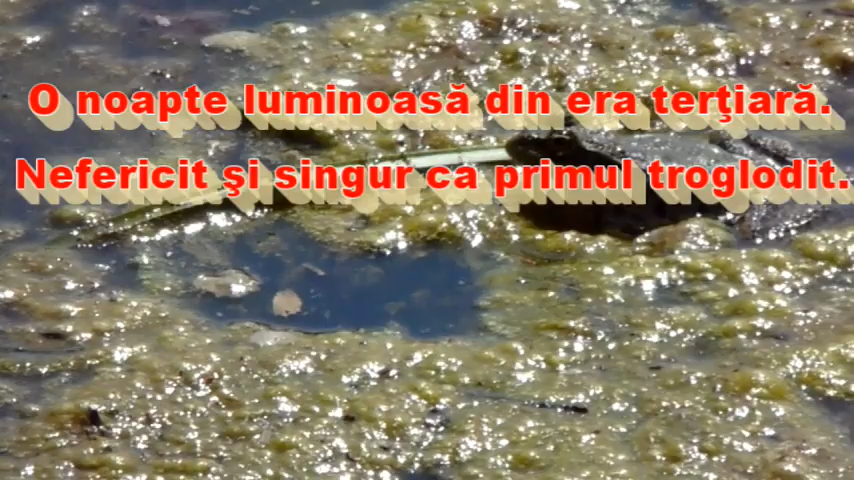 O noapte luminoasă din era terţiară.
Nefericit şi singur ca primul troglodit.